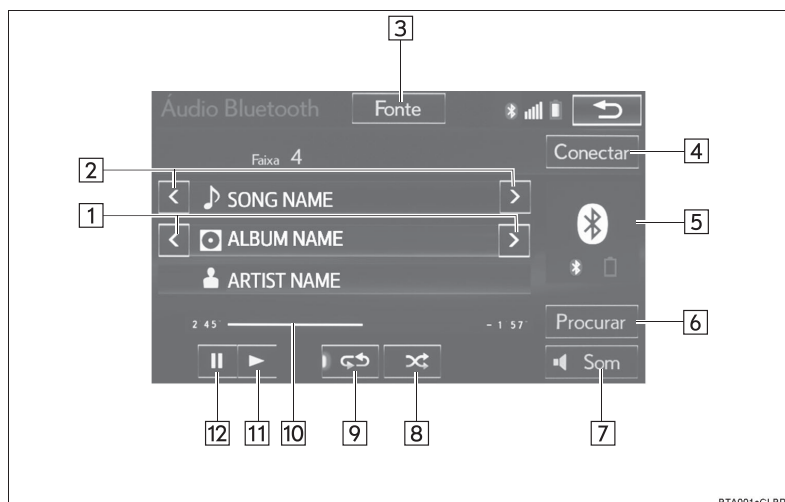 3
Áudio Bluetooth Fonte
Faixa 4
Conectar 4
2
SONG NAME
1
ALBUM NAME
5
ARTIST NAME
2 45 - 1 57
Procurar 6
Som
12 11 10 9 8 7